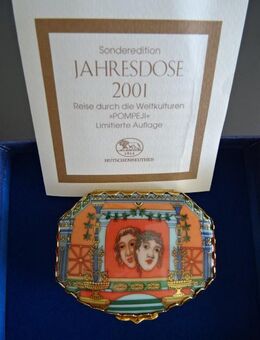 Sonderedition
JAHRESDOSE
2001
Reise durch die Weltkulturen
»POMPEJI«
Limitierte Auflage
HUTSCHENREUTHER